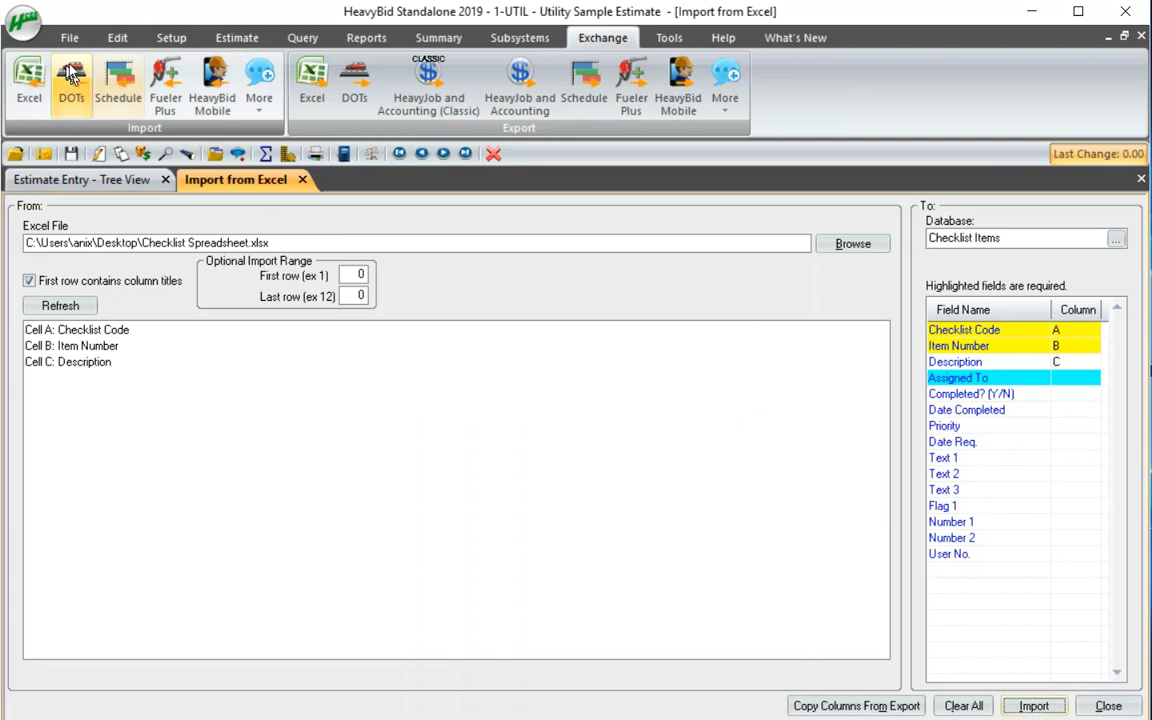 HeavyBid Standalone 2019 - 1-UTIL - Utility Sample Estimate - [Import from Excel]
File Edit Setup Estimate Query Reports Summary Subsystems Exchange Tools Help What's New
CLASSIC
Excel DOTs Schedule Fueler Plus HeavyBid Mobile More Excel DOTs HeavyJob and Accounting (Classic) HeavyJob and Accounting Schedule Fueler Plus HeavyBid Mobile More
Import Export
Last Change: 0.00
Estimate Entry - Tree View Import from Excel
From: To:
Excel File
C:\Users\anix\Desktop\Checklist Spreadsheet.xlsx Browse
First row contains column titles
Optional Import Range
First row (ex 1) 0
Last row (ex 12) 0
Refresh
Cell A: Checklist Code
Cell B: Item Number
Cell C: Description
Database:
Checklist Items ...
Highlighted fields are required.
Field Name Column
Checklist Code A
Item Number B
Description C
Assigned To
Completed? (Y/N)
Date Completed
Priority
Date Req.
Text 1
Text 2
Text 3
Flag 1
Number 1
Number 2
User No.
Copy Columns From Export Clear All Import Close